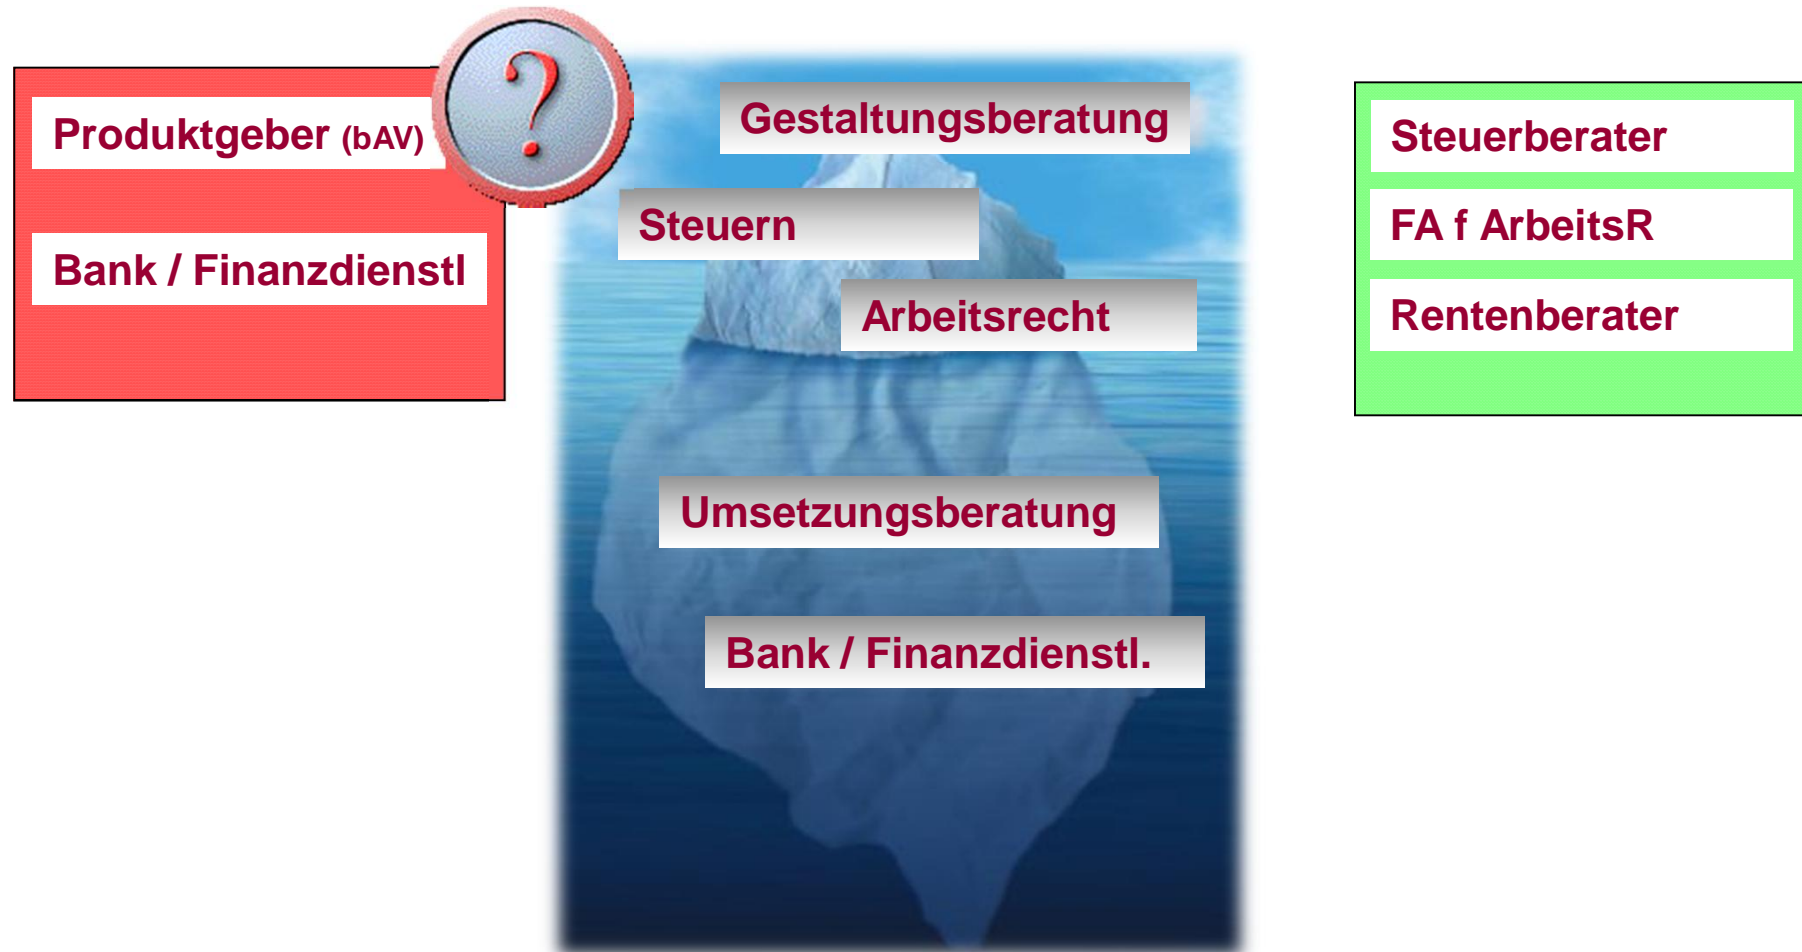 Produktgeber (bAV)
Bank / Finanzdienstl
?
Gestaltungsberatung
Steuern
Arbeitsrecht
Umsetzungsberatung
Bank / Finanzdienstl.
Steuerberater
FA f ArbeitsR
Rentenberater